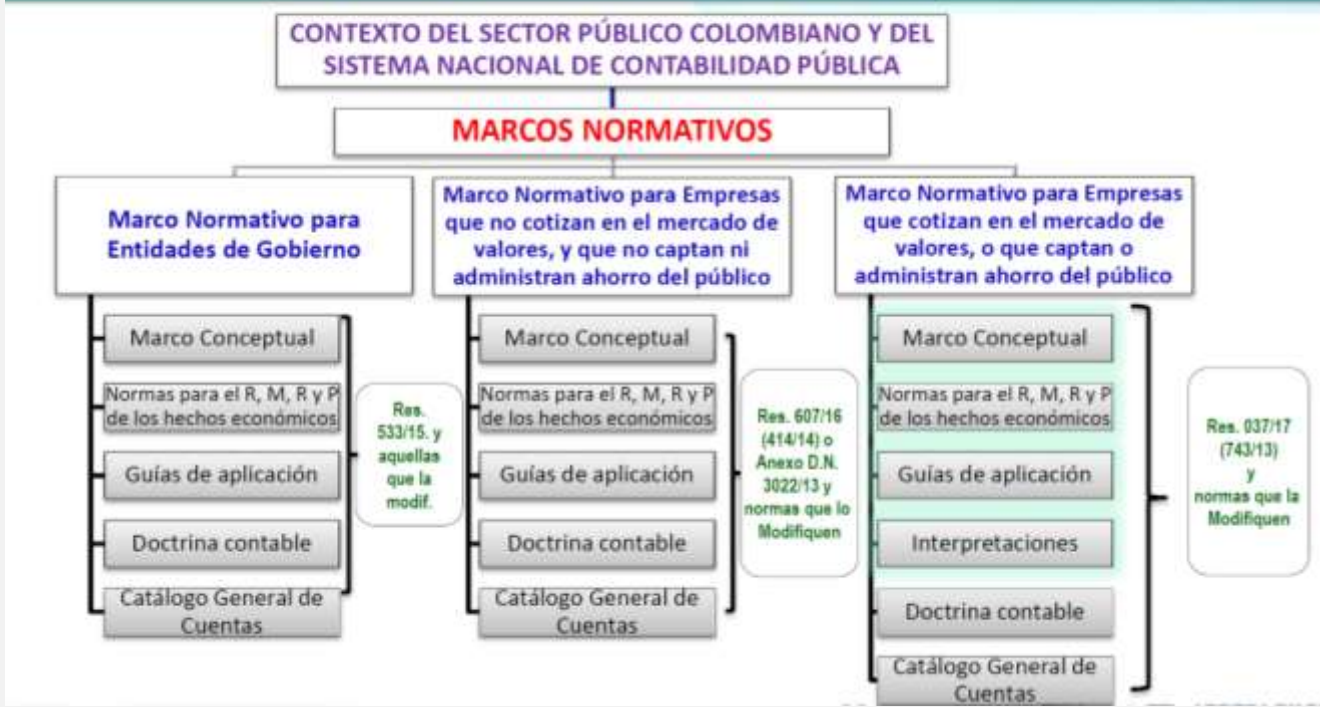 CONTEXTO DEL SECTOR PÚBLICO COLOMBIANO Y DEL
SISTEMA NACIONAL DE CONTABILIDAD PÚBLICA
MARCOS NORMATIVOS
Marco Normativo para
Entidades de Gobierno
Marco Conceptual
Normas para el R, M, R y P
de los hechos económicos
Guías de aplicación
Doctrina contable
Catálogo General de
Cuentas
Res.
533/15. y
aquellas
que la
modif.
Marco Normativo para Empresas
que no cotizan en el mercado de
valores, y que no captan ni
administran ahorro del público
Marco Conceptual
Normas para el R, M, R y P
de los hechos económicos
Guías de aplicación
Doctrina contable
Catálogo General de
Cuentas
Res. 607/16
(414/14) o
Anexo D.N.
3022/13 y
normas que lo
Modifiquen
Marco Normativo para Empresas
que cotizan en el mercado de
valores, o que captan o
administran ahorro del público
Marco Conceptual
Normas para el R, M, R y P
de los hechos económicos
Guías de aplicación
Interpretaciones
Doctrina contable
Catálogo General de
Cuentas
Res. 037/17
(743/13)
y
normas que la
Modifiquen